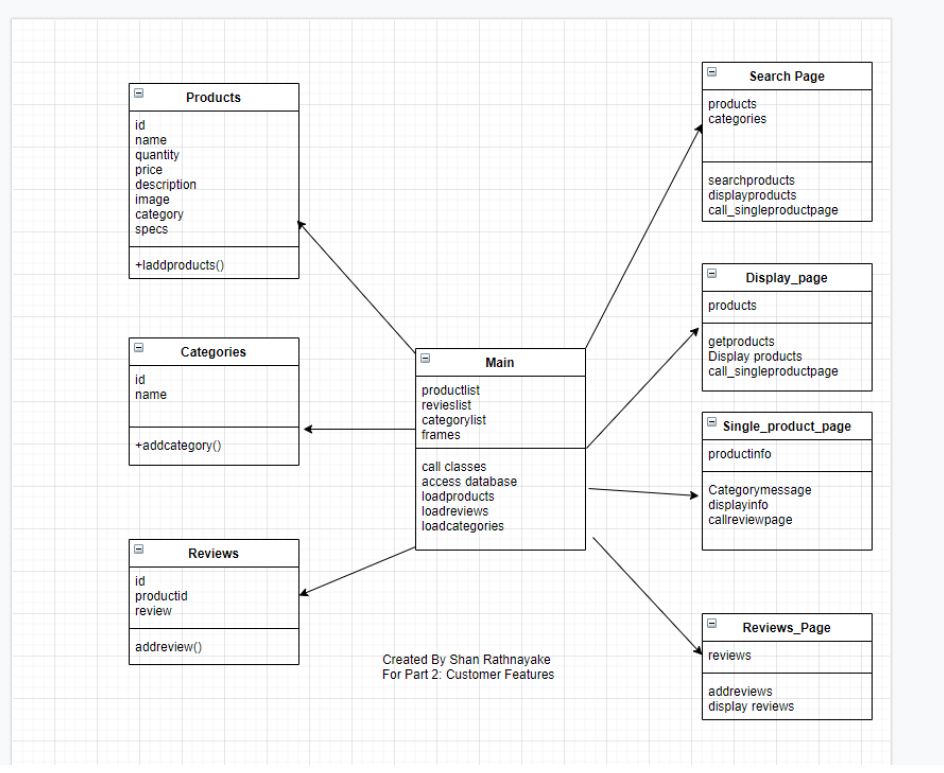 Products
id
name
quantity
price
description
image
category
specs
+laddproducts()
Categories
id
name
+addcategory()
Reviews
id
productid
review
addreview()
Main
productlist
revieslist
categorylist
frames
call classes
access database
loadproducts
loadreviews
loadcategories
Search Page
products
categories
searchproducts
displayproducts
call_singleproductpage
Display_page
products
getproducts
Display products
call_singleproductpage
Single_product_page
productinfo
Categorymessage
displayinfo
callreviewpage
Reviews_Page
reviews
addreviews
display reviews
Created By Shan Rathnayake
For Part 2: Customer Features